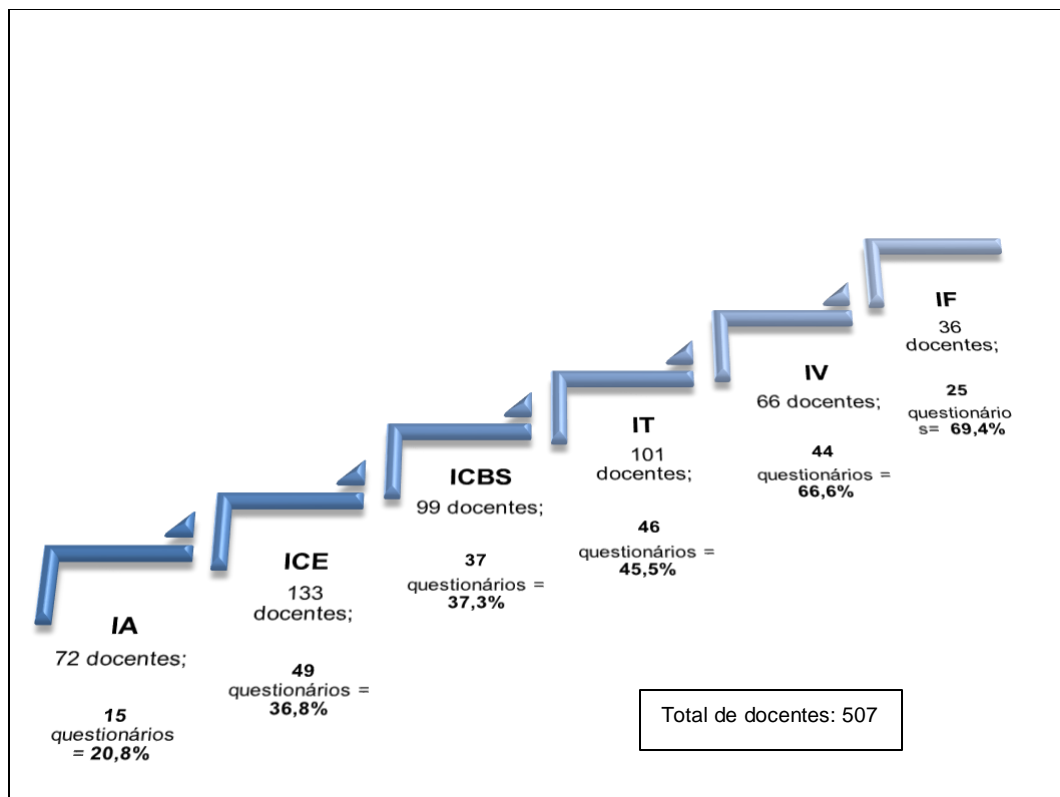 IA
72 docentes;
15
questionários
= 20,8%
ICE
133
docentes;
49
questionários =
36,8%
ICBS
99 docentes;
37
questionários =
37,3%
IT
101
docentes;
46
questionários =
45,5%
IV
66 docentes;
44
questionários =
66,6%
IF
36
docentes;
25
questionário
s= 69,4%
Total de docentes: 507